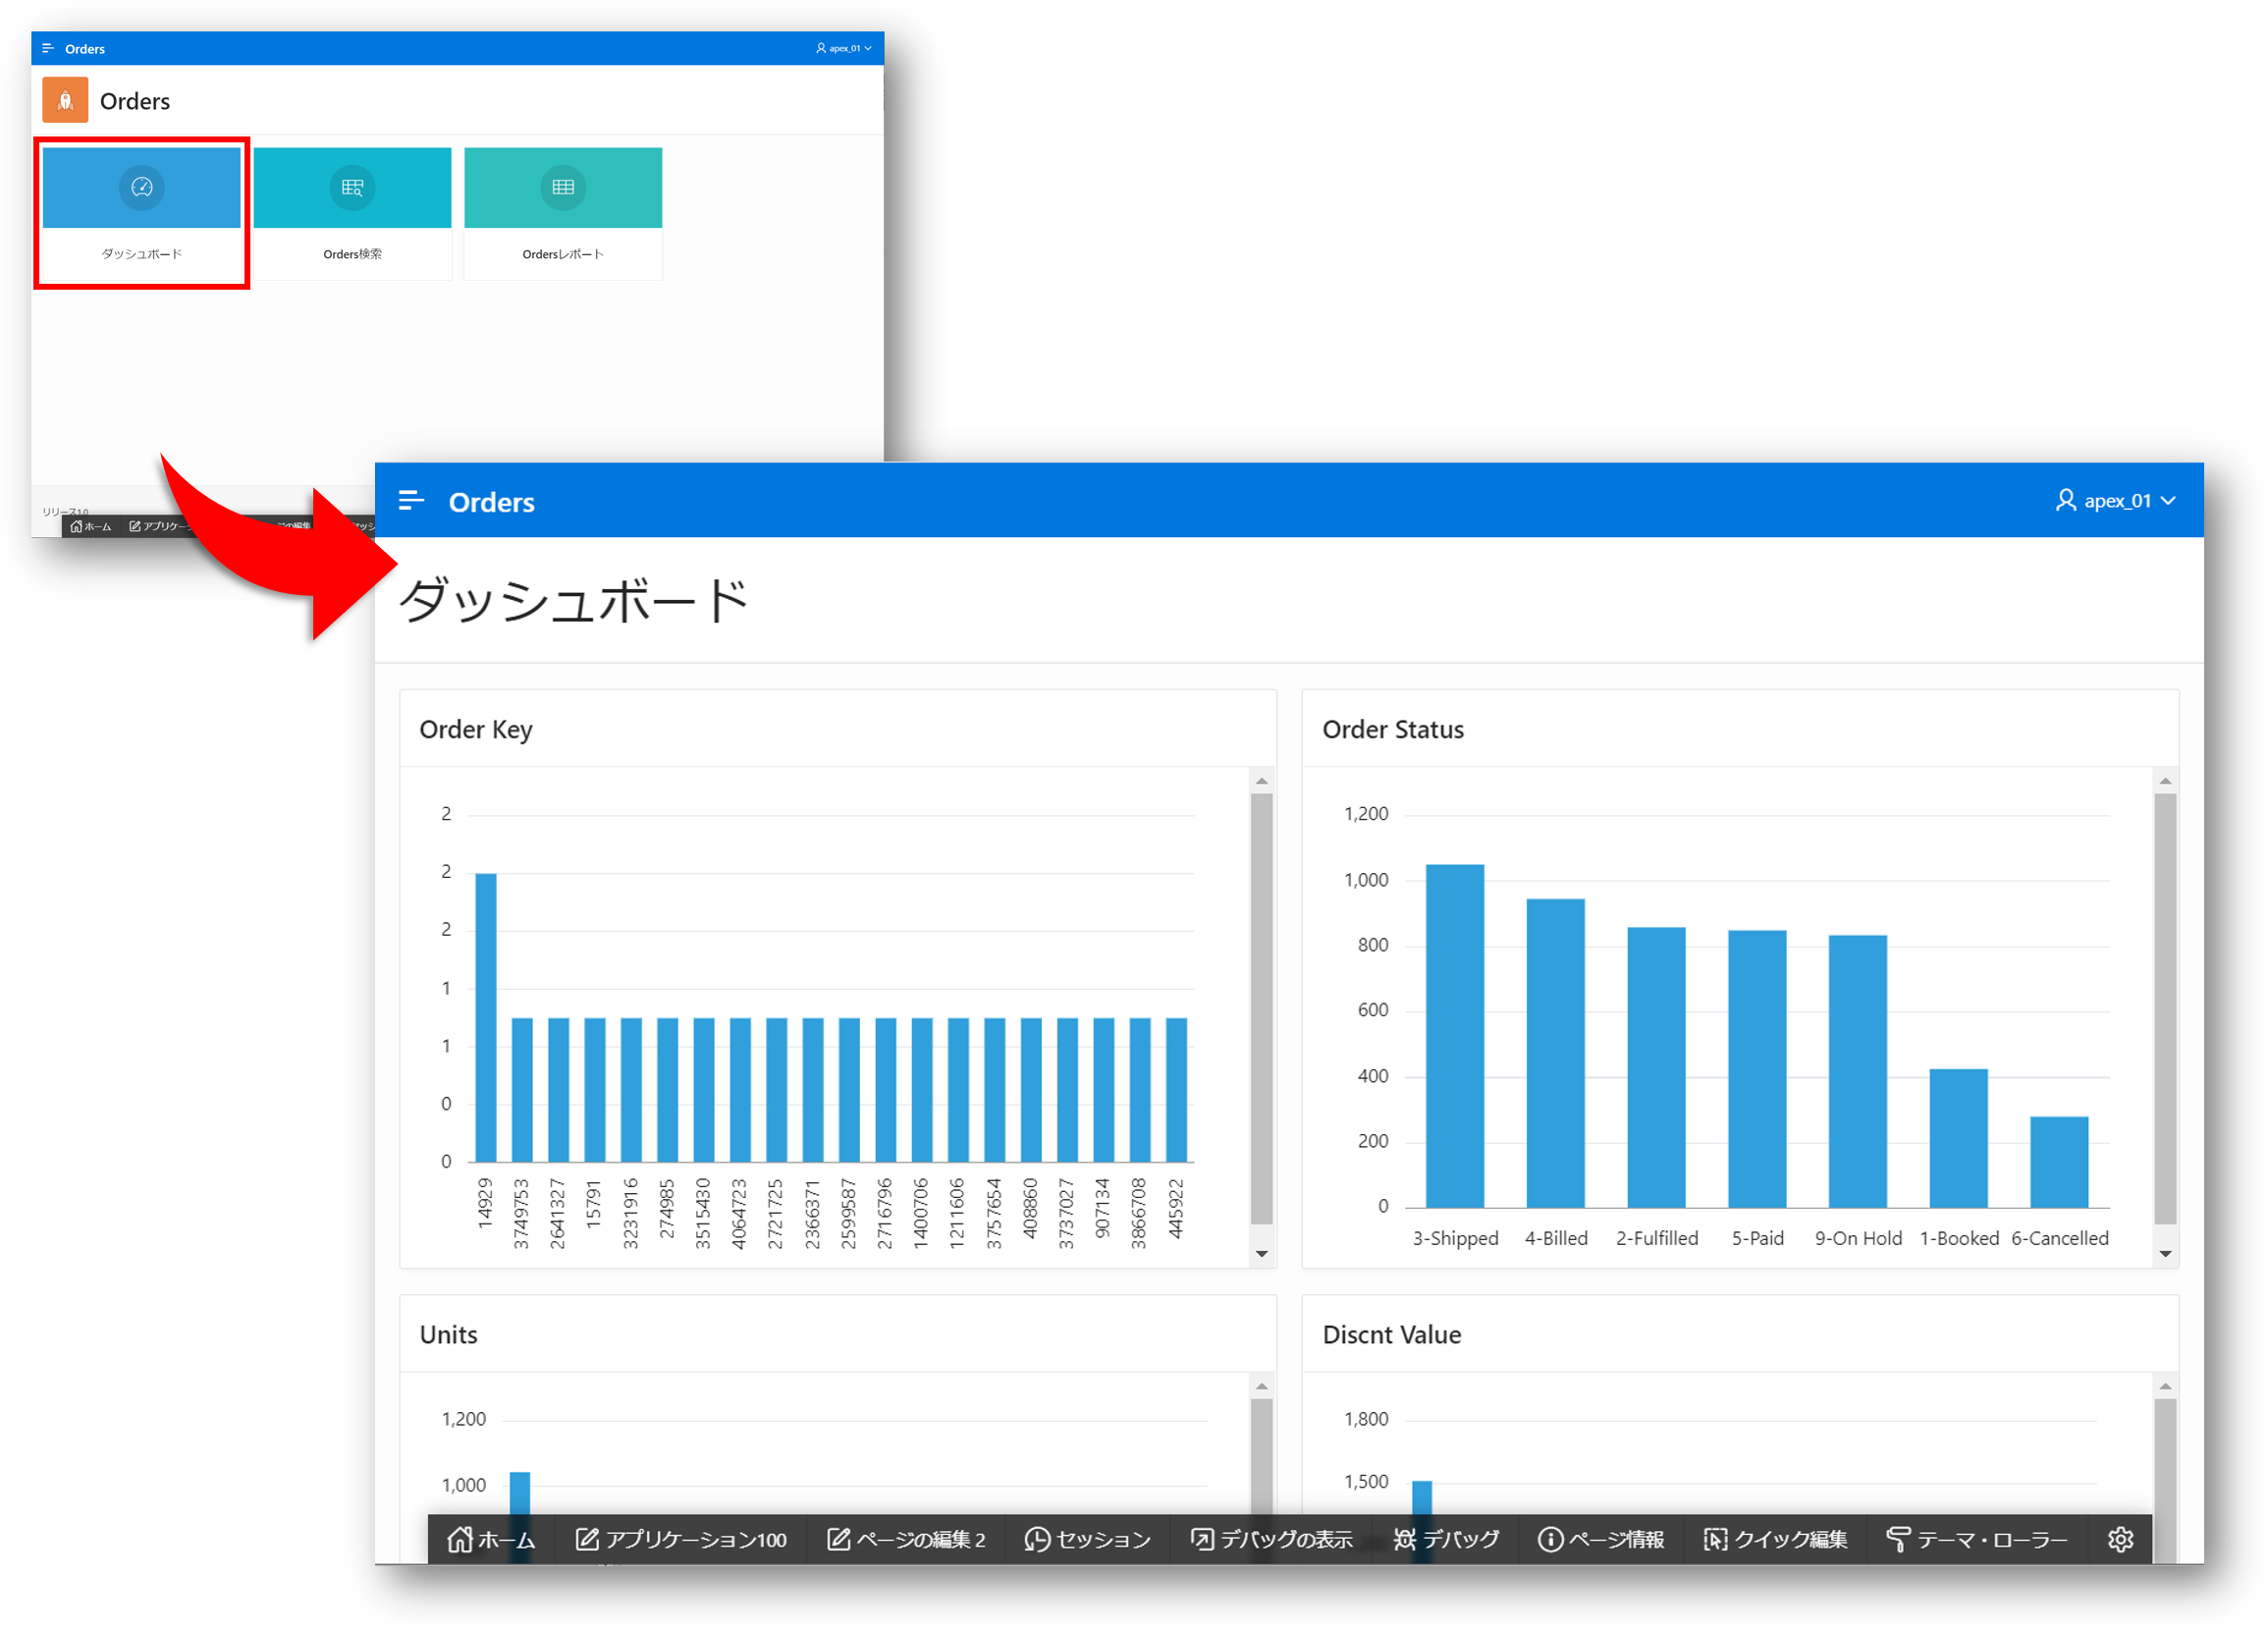 Orders
apex_01
Orders
ダッシュボード
Orders検索
Ordersレポート
リリース1.0
ホーム
Orders
apex_01
ダッシュボード
Order Key
2
2
2
1
1
0
0
14929
3749753
2641327
15791
3231916
274985
3515430
4064723
2721725
2366371
2599587
2716796
1400706
1211606
3757654
408860
3737027
907134
3866708
445922
Order Status
1,200
1,000
800
600
400
200
0
3-Shipped
4-Billed
2-Fulfilled
5-Paid
9-On Hold
1-Booked
6-Cancelled
Units
1,200
1,000
Discnt Value
1,800
1,500
ホーム
アプリケーション100
ページの編集 2
セッション
デバッグの表示
デバッグ
ページ情報
クイック編集
テーマ・ローラー